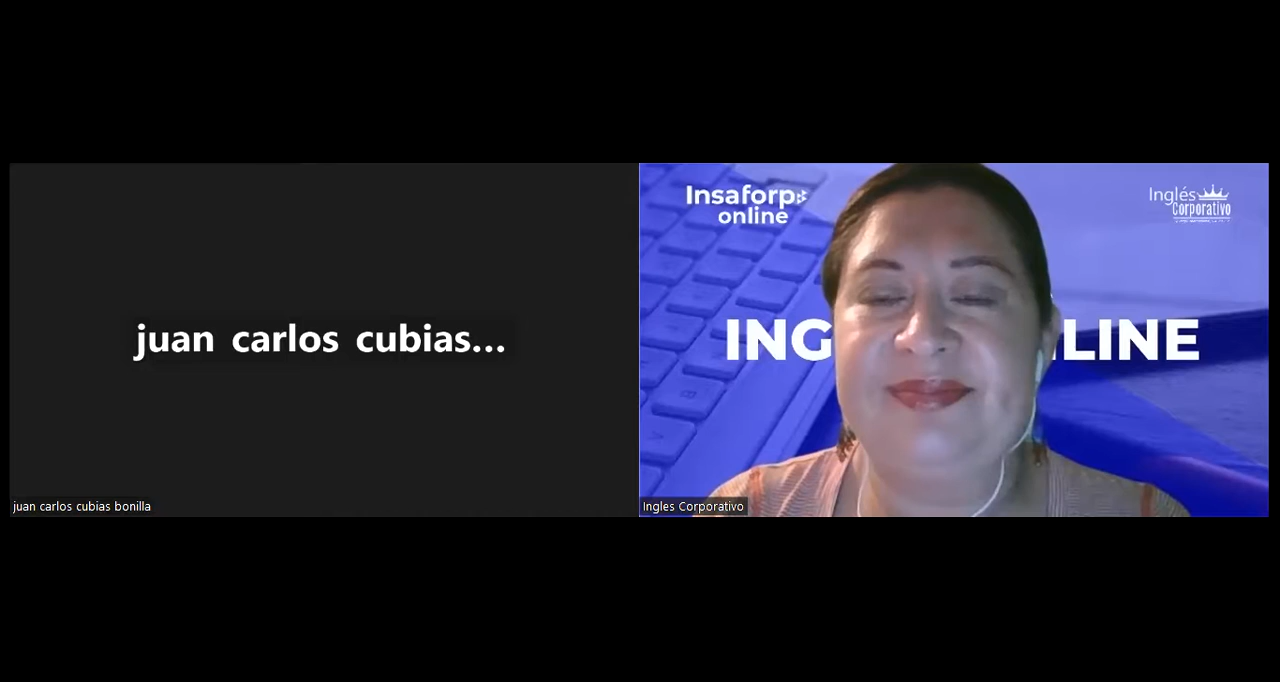 juan carlos cubias...
juan carlos cubias bonilla
Insaforp
online
Inglés
Corporativo
ING
LINE
Ingles Corporativo